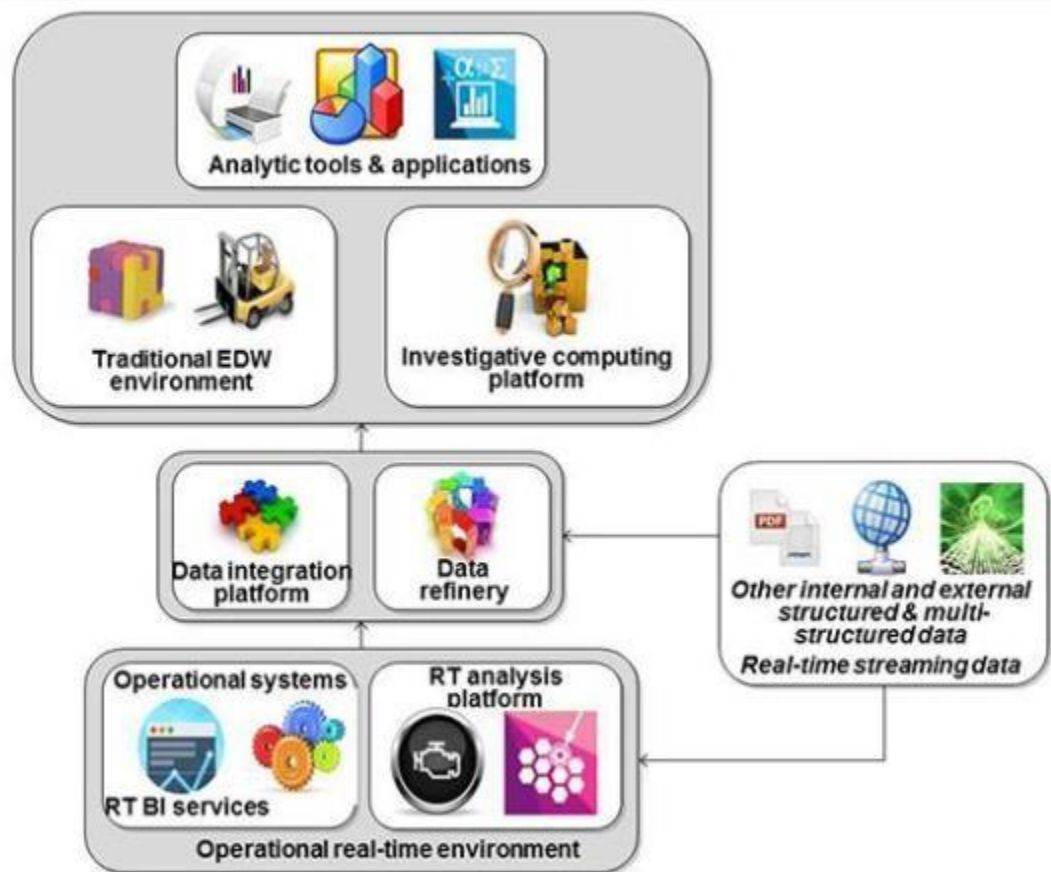 +α÷Σ
Analytic tools & applications
Traditional EDW
environment
Investigative computing
platform
Data integration
platform
Data
refinery
PDF
Other internal and external
structured & multi-
structured data
Real-time streaming data
Operational systems
RT BI services
RT analysis
platform
Operational real-time environment